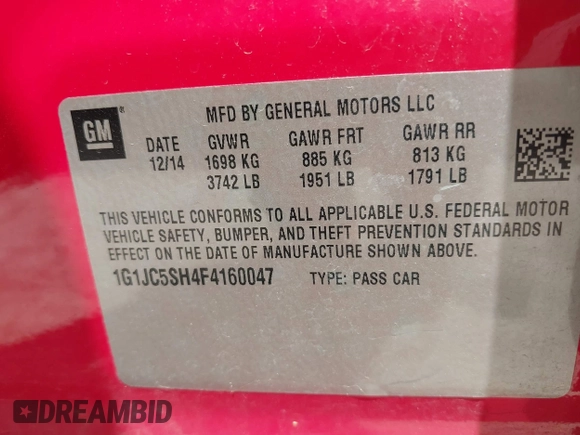 GM
MFD BY GENERAL MOTORS LLC
DATE GVWR GAWR FRT GAWR RR
12/14 1698 KG 885 KG 813 KG
3742 LB 1951 LB 1791 LB
THIS VEHICLE CONFORMS TO ALL APPLICABLE U.S. FEDERAL MOTOR
VEHICLE SAFETY, BUMPER, AND THEFT PREVENTION STANDARDS IN
EFFECT ON THE DATE OF MANUFACTURE SHOWN ABOVE.
1G1JC5SH4F4160047 TYPE: PASS CAR
DREAMBID